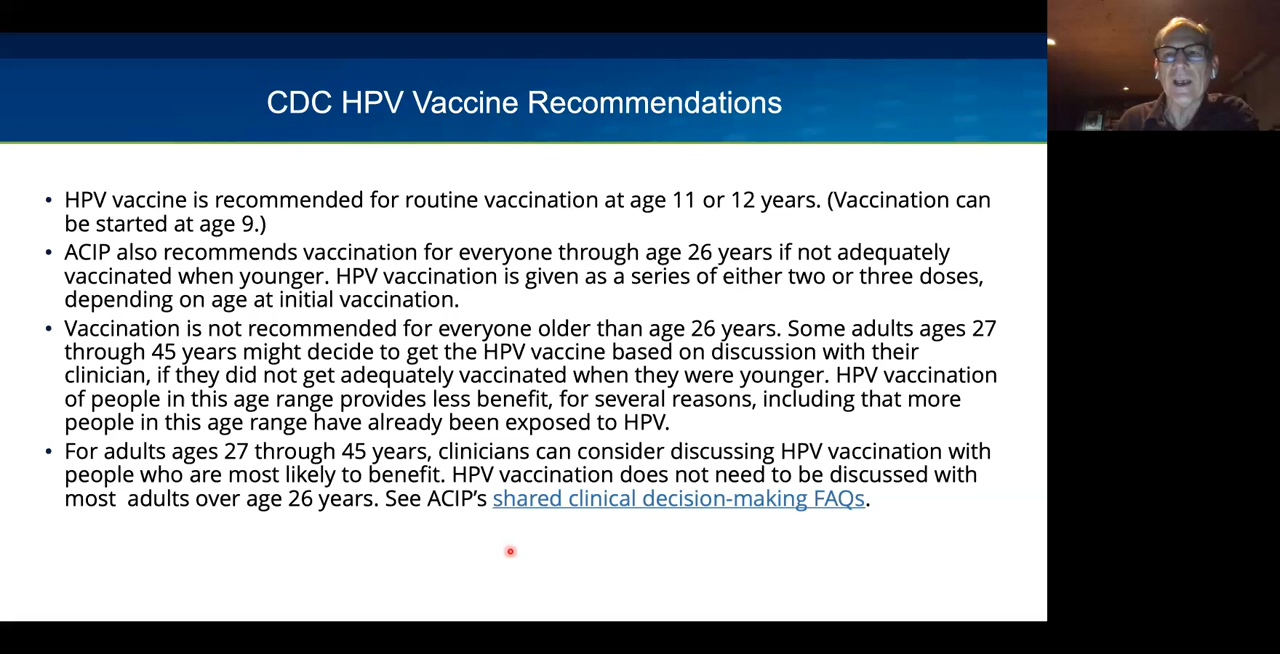 CDC HPV Vaccine Recommendations
• HPV vaccine is recommended for routine vaccination at age 11 or 12 years. (Vaccination can
be started at age 9.)
• ACIP also recommends vaccination for everyone through age 26 years if not adequately
vaccinated when younger. HPV vaccination is given as a series of either two or three doses,
depending on age at initial vaccination.
• Vaccination is not recommended for everyone older than age 26 years. Some adults ages 27
through 45 years might decide to get the HPV vaccine based on discussion with their
clinician, if they did not get adequately vaccinated when they were younger. HPV vaccination
of people in this age range provides less benefit, for several reasons, including that more
people in this age range have already been exposed to HPV.
• For adults ages 27 through 45 years, clinicians can consider discussing HPV vaccination with
people who are most likely to benefit. HPV vaccination does not need to be discussed with
most  adults over age 26 years. See ACIP’s shared clinical decision-making FAQs.